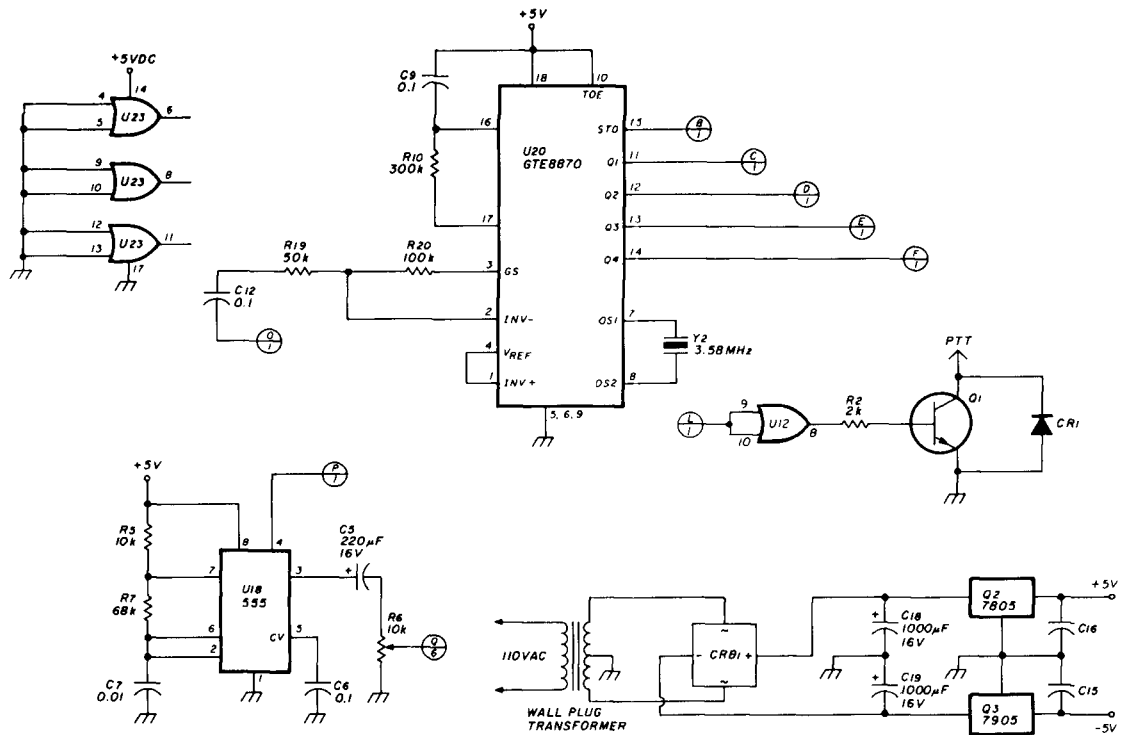 +5V
+5VDC
14
4
5
U23
6
9
10
U23
8
12
13
U23
11
17
C9
0.1
18
10
TOE
16
R10
300k
17
U20
GTE8870
STD
15
B
1
Q1
11
C
1
Q2
12
D
1
Q3
13
E
1
Q4
14
F
1
R19
50k
R20
100k
3
GS
C12
0.1
O
1
2
INV-
4
VREF
1
INV+
OS1
7
OS2
8
Y2
3.58MHz
5, 6, 9
L
1
9
10
U12
8
R2
2k
PTT
Q1
CR1
+5V
P
1
R5
10k
8
4
7
R7
68k
U18
555
3
C5
220μF
16V
+
6
2
CV
5
R6
10k
Q
6
C7
0.01
1
C6
0.1
110VAC
WALL PLUG
TRANSFORMER
~
- CRB1 +
~
+
C18
1000μF
16V
+
C19
1000μF
16V
Q2
7805
+5V
C16
C15
Q3
7905
-5V